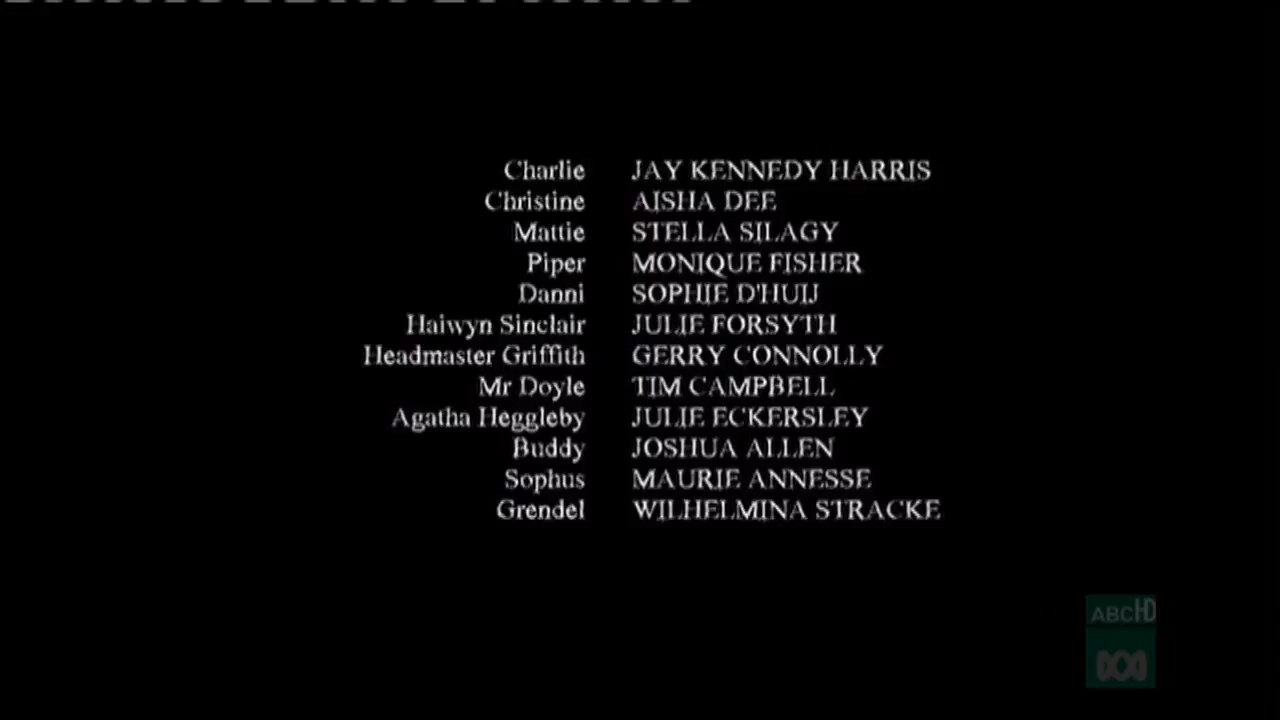 Charlie JAY KENNEDY HARRIS
Christine AISHA DEE
Mattie STELLA SILAGY
Piper MONIQUE FISHER
Danni SOPHIE D'HUIJ
Haiwyn Sinclair JULIE FORSYTH
Headmaster Griffith GERRY CONNOLLY
Mr Doyle TIM CAMPBELL
Agatha Heggleby JULIE ECKERSLEY
Buddy JOSHUA ALLEN
Sophus MAURIE ANNESSE
Grendel WILHELMINA STRACKE
ABCHD